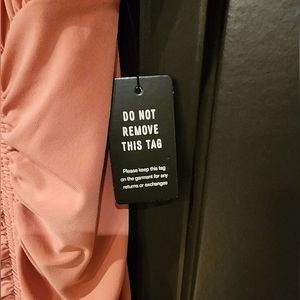 DO NOT
REMOVE
THIS TAG
Please keep this tag
on the garment for any
returns or exchanges